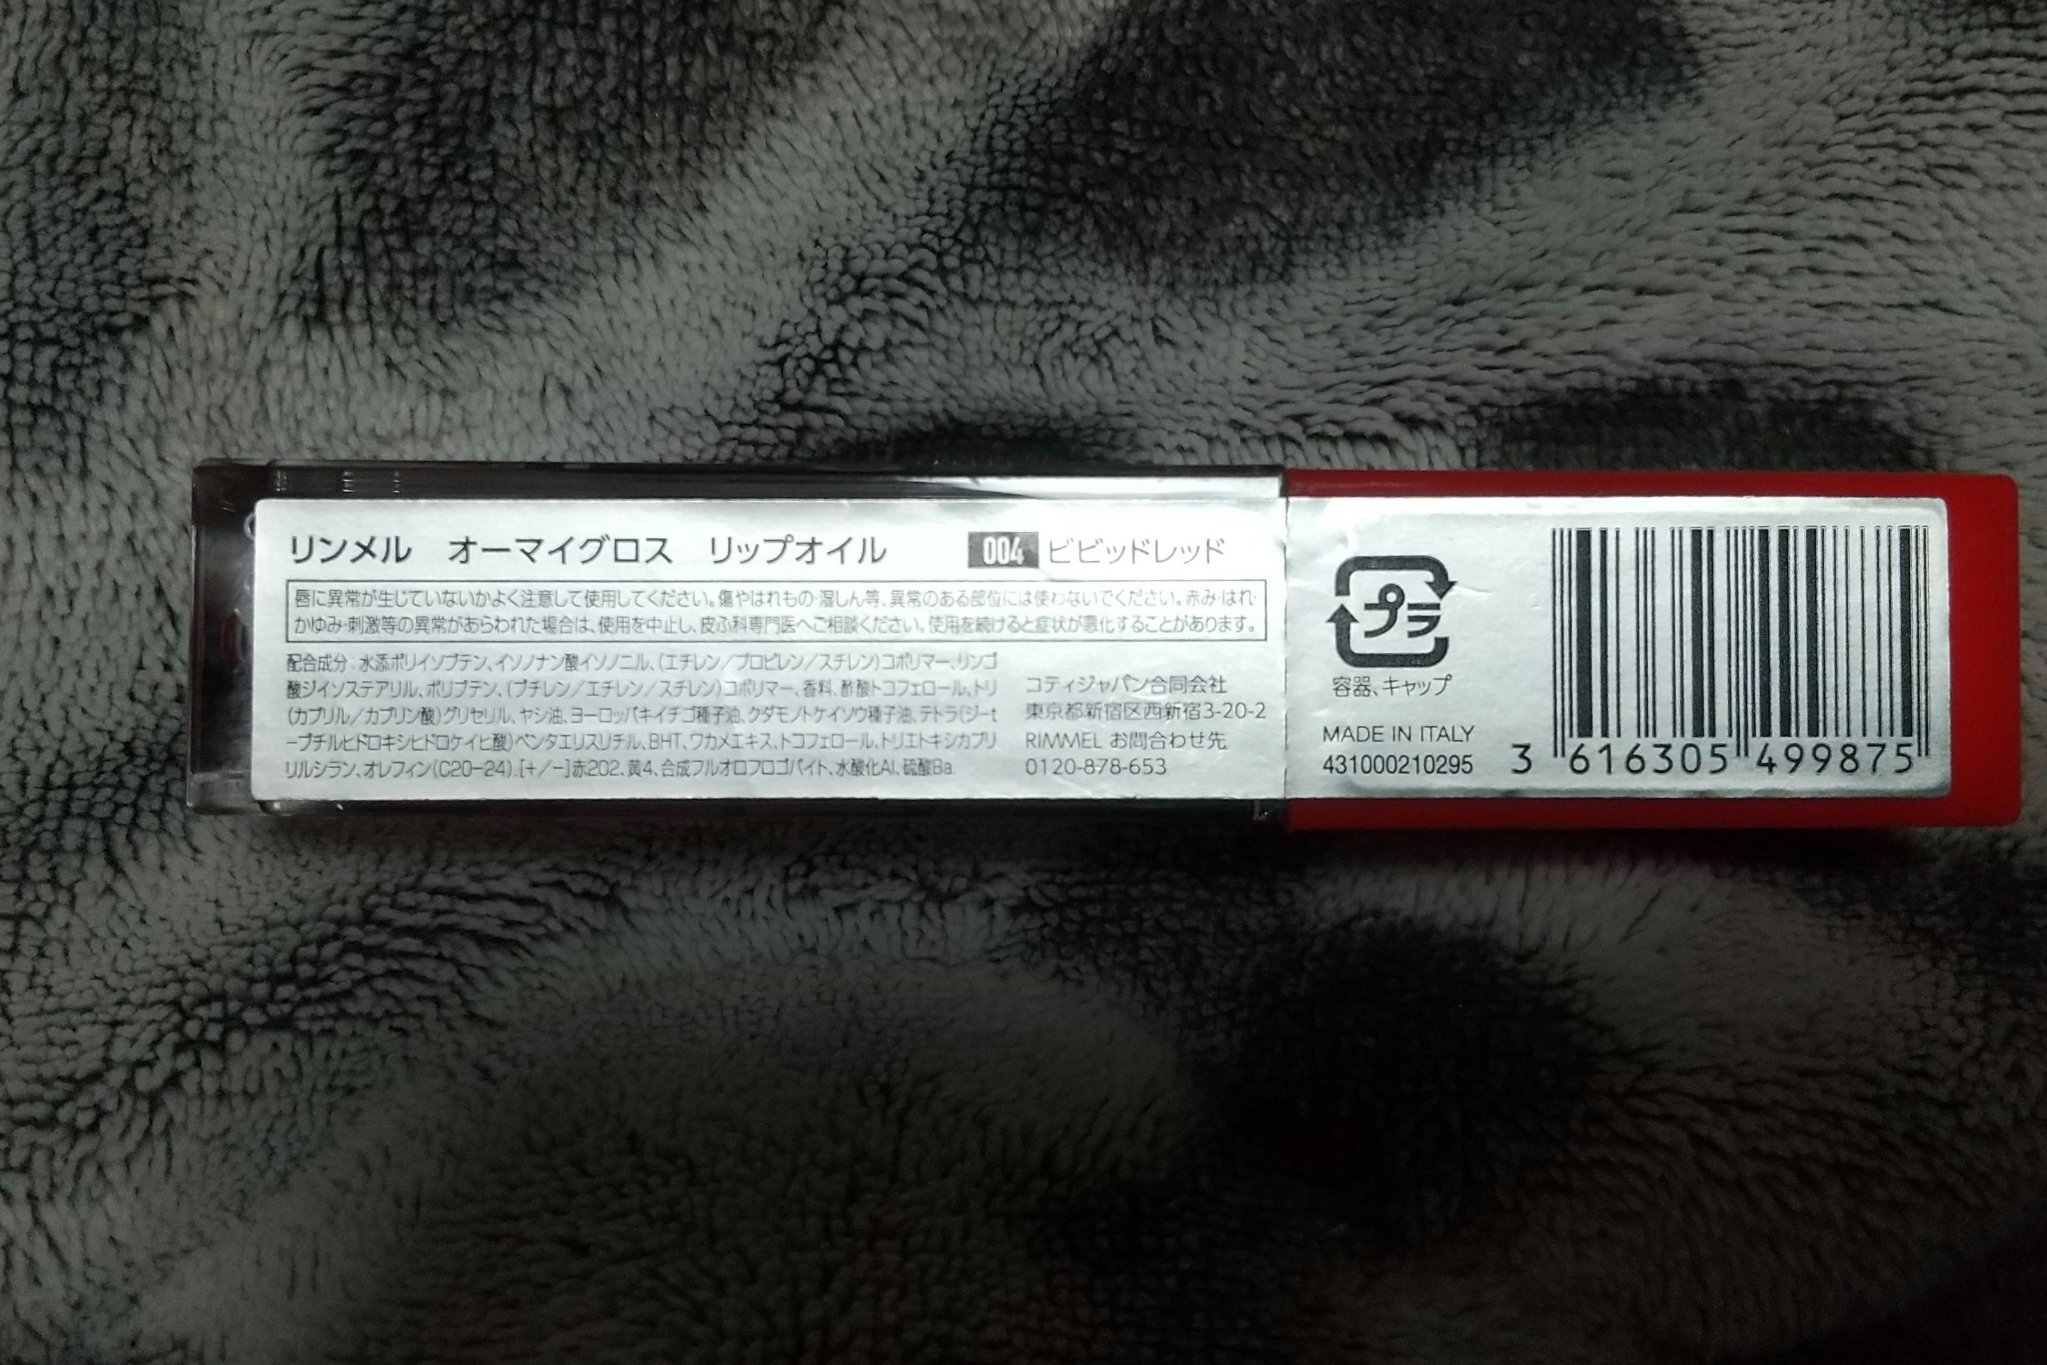 リンメル オーマイグロス リップオイル 004 ビビッドレッド
唇に異常が生じていないかよく注意して使用してください。傷やはれもの・湿しん等、異常のある部位には使わないでください。赤み・はれ・
かゆみ・刺激等の異常があらわれた場合は、使用を中止し、皮ふ科専門医へご相談ください。使用を続けると症状が悪化することがあります。
配合成分:水添ポリイソブテン、イソノナン酸イソノニル、(エチレン/プロピレン/スチレン)コポリマー、リンゴ
酸ジイソステアリル、ポリブテン、(ブチレン/エチレン/スチレン)コポリマー、香料、酢酸トコフェロール、トリ
(カプリル/カプリン酸)グリセリル、ヤシ油、ヨーロッパキイチゴ種子油、クダモノトケイソウ種子油、テトラ(ジーt
ーブチルヒドロキシヒドロケイヒ酸)ペンタエリスリチル、BHT、ワカメエキス、トコフェロール、トリエトキシカプリ
リルシラン、オレフィン(C20-24).[+/-]赤202、黄4、合成フルオロフロゴパイト、水酸化Al、硫酸Ba.
コティジャパン合同会社
東京都新宿区西新宿3-20-2
RIMMEL お問合わせ先
0120-878-653
プラ
容器、キャップ
MADE IN ITALY
431000210295
3 616305 499875